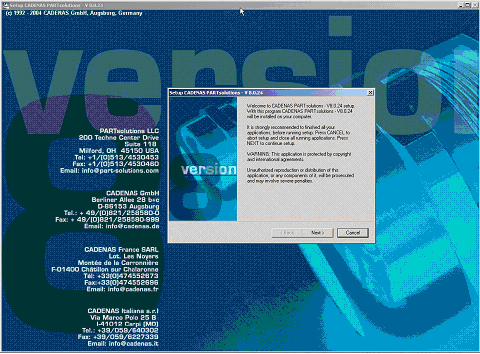 Setup CADENAS PARTsolutions - V 8.0.23
(c) 1992 - 2004 CADENAS GmbH, Augsburg, Germany
version
8
PARTsolutions LLC
200 Techne Center Drive
Suite 118
Milford, OH 45150 USA
Tel: +1/(0)513/4530453
Fax: +1/(0)513/4530460
Email: info@part-solutions.com
CADENAS GmbH
Berliner Allee 28 b+c
D-86153 Augsburg
Tel.: + 49/(0)821/258580-0
Fax: + 49/(0)821/258580-999
Email: info@cadenas.de
CADENAS France SARL
Lot. Les Noyers
Montée de la Carronnière
F-01400 Châtillon sur Chalaronne
Tél: +33(0)474552673
Fax:+33(0)474552696
Email: info@cadenas.fr
CADENAS Italiana s.r.l
Via Marco Polo 25 B
I-41012 Carpi (MO)
Tel: +39/059/640302
Fax: +39/059/6227339
Email: info@cadenas.it
Setup CADENAS PARTsolutions - V 8.0.24
version
Welcome to CADENAS PARTsolutions - V8.0.24 setup.
With this program CADENAS PARTsolutions - V8.0.24
will be installed on your computer.
It is strongly recommended to finished all your
applications, before running setup. Press CANCEL to
abort setup and close all running applications. Press
NEXT to continue setup.
WARNING: This application is protected by copyright
and international agreements.
Unauthorized reproduction or distribution of this
application, or any components of it, will be prosecuted
and may involve severe penalties.
< Back
Next >
Cancel